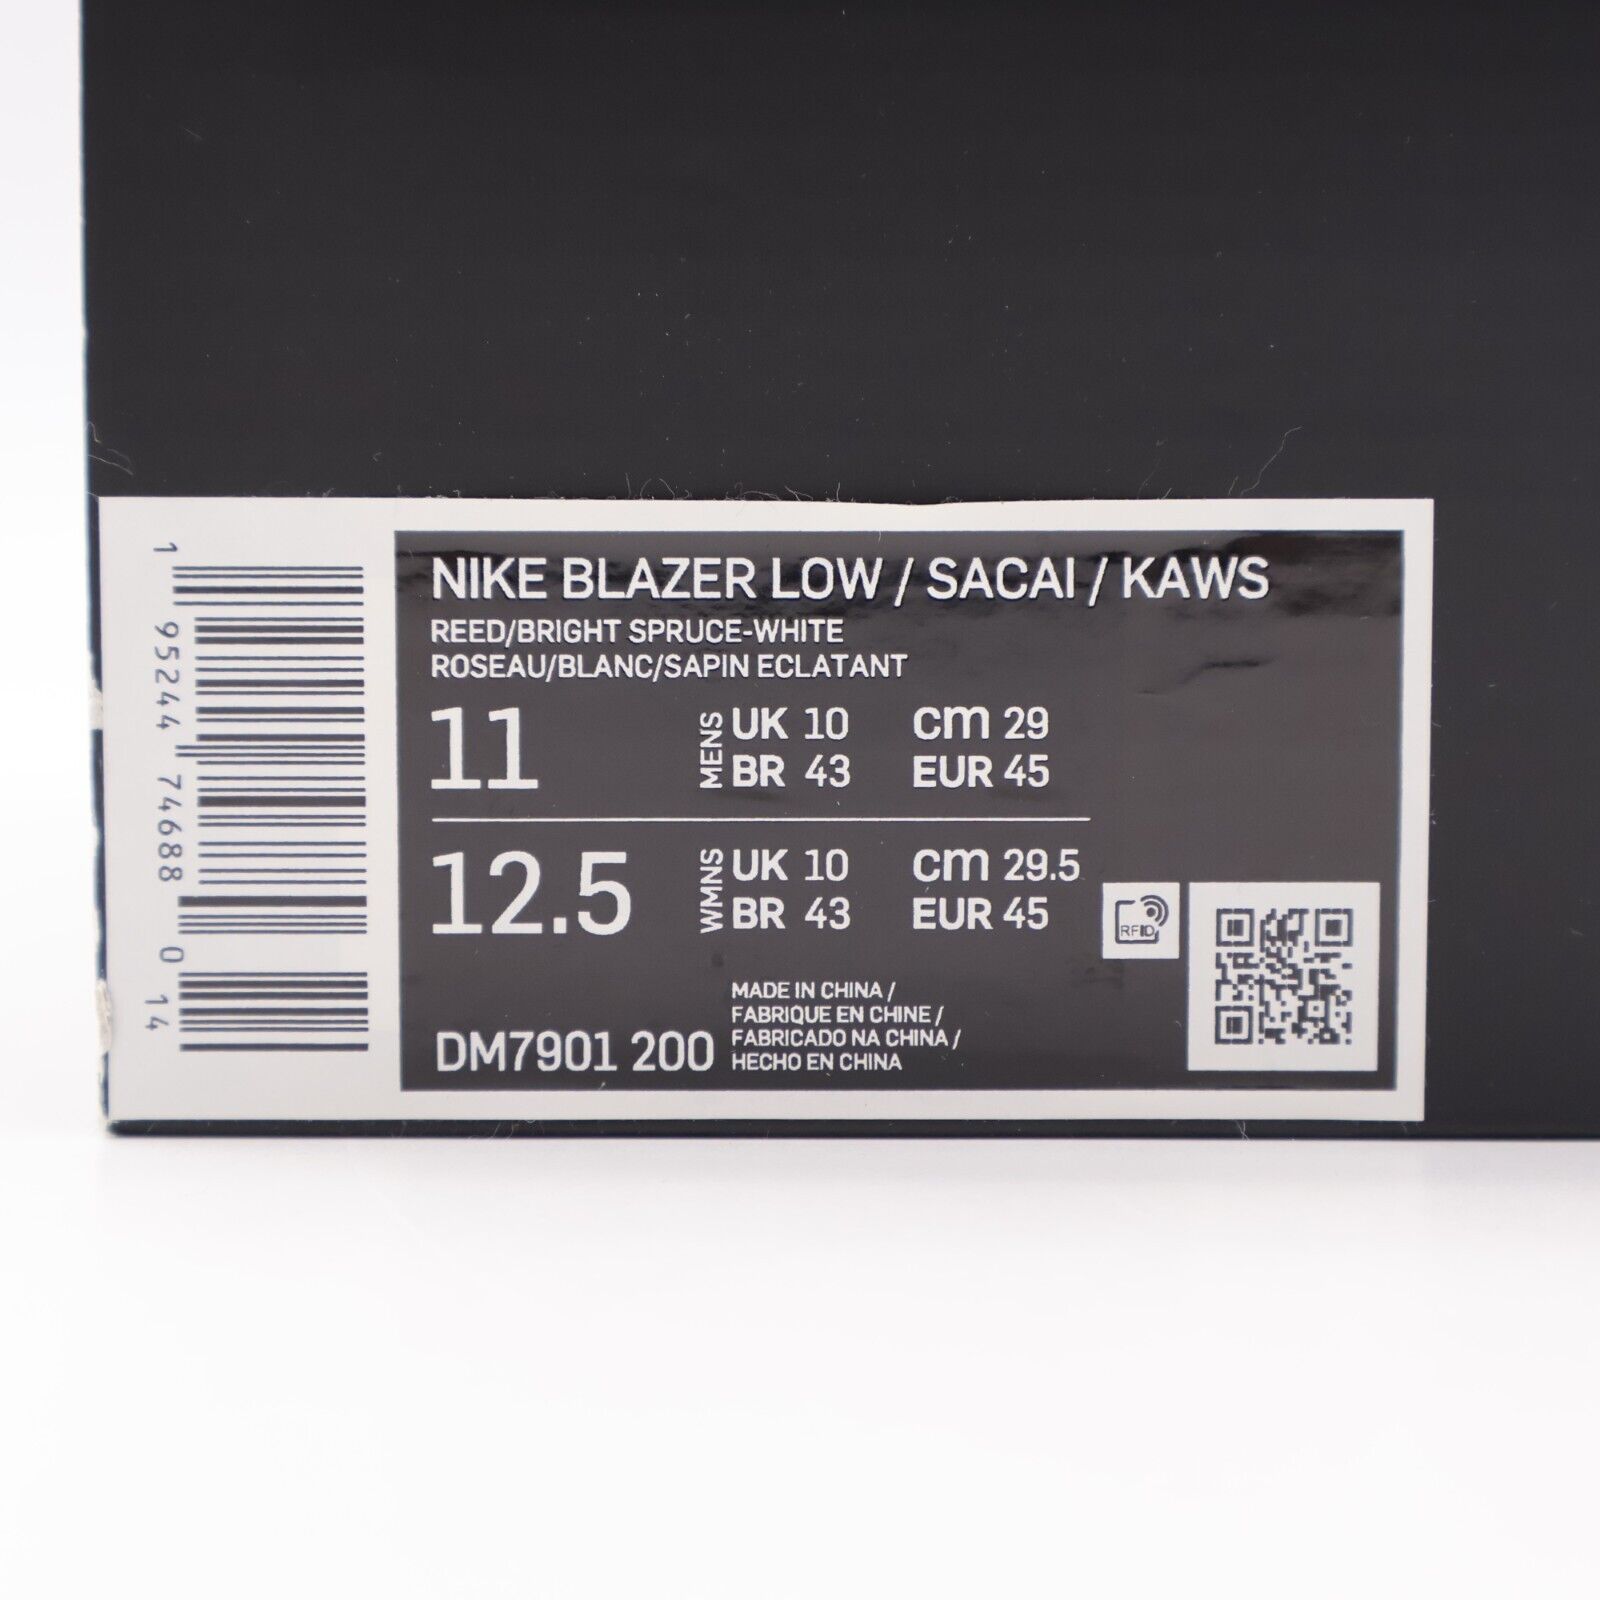 NIKE BLAZER LOW / SACAI / KAWS
REED/BRIGHT SPRUCE-WHITE
ROSEAU/BLANC/SAPIN ECLATANT
11 MENS UK 10 cm 29
BR 43 EUR 45
12.5 WMNS UK 10 cm 29.5
BR 43 EUR 45
RFID
MADE IN CHINA /
FABRIQUE EN CHINE /
FABRICADO NA CHINA /
HECHO EN CHINA
DM7901 200
1 95244 74688 0 14